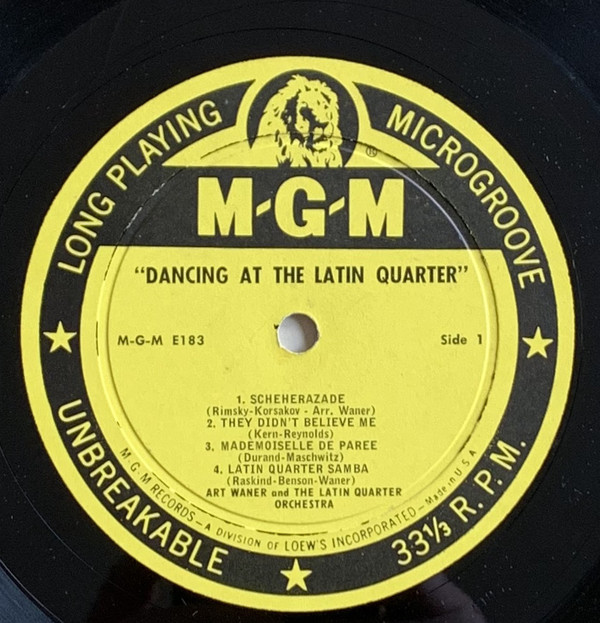 LONG PLAYING
MICROGROOVE
®
M-G-M
"DANCING AT THE LATIN QUARTER"
M-G-M E183
Side 1
1. SCHEHERAZADE
(Rimsky-Korsakov - Arr. Waner)
2. THEY DIDN'T BELIEVE ME
(Kern-Reynolds)
3. MADEMOISELLE DE PAREE
(Durand-Maschwitz)
4. LATIN QUARTER SAMBA
(Raskind-Benson-Waner)
ART WANER and THE LATIN QUARTER
ORCHESTRA
M-G-M RECORDS—A DIVISION OF LOEW'S INCORPORATED—Made in U.S.A.
UNBREAKABLE
33⅓ R.P.M.